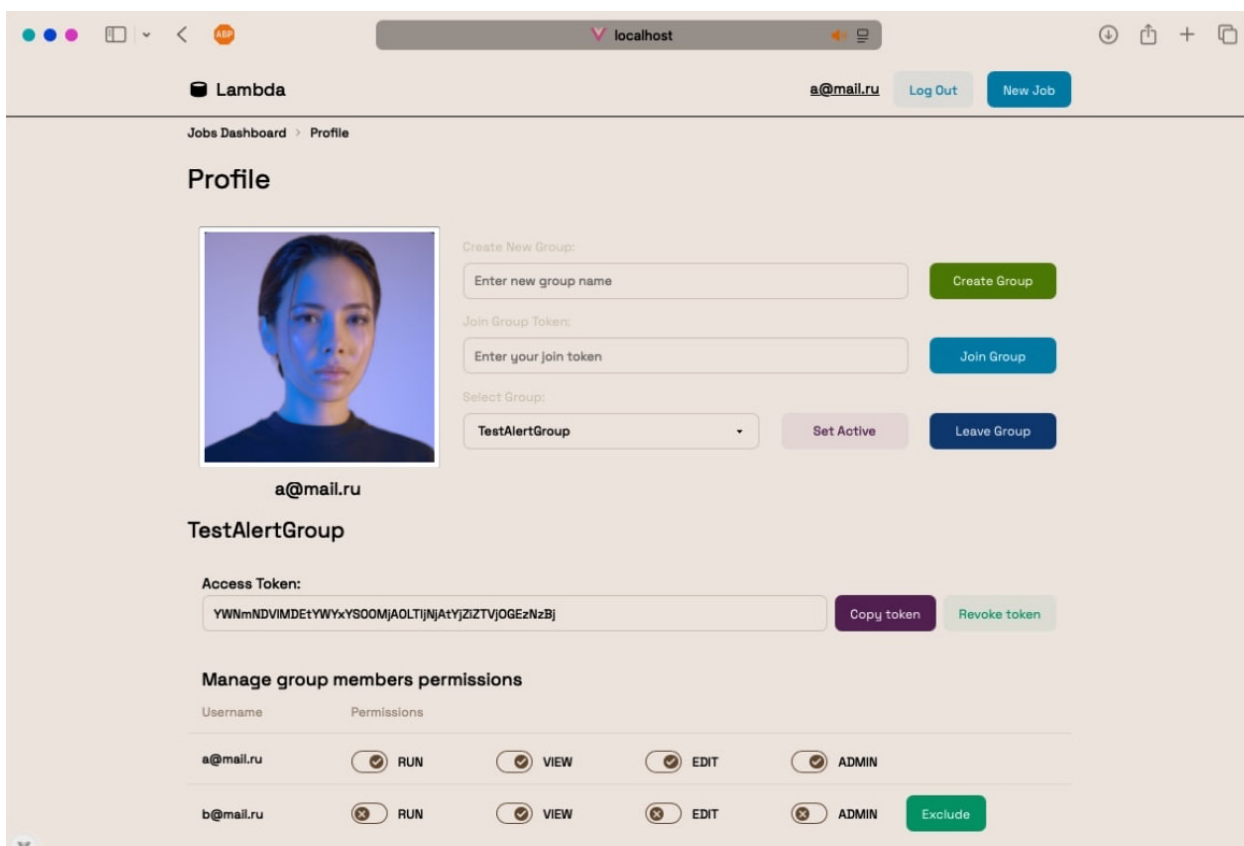 ABP
localhost
Lambda
a@mail.ru
Log Out
New Job
Jobs Dashboard > Profile
Profile
Create New Group:
Enter new group name
Create Group
Join Group Token:
Enter your join token
Join Group
Select Group:
TestAlertGroup
Set Active
Leave Group
a@mail.ru
TestAlertGroup
Access Token:
Copy token
Revoke token
Manage group members permissions
Username Permissions
a@mail.ru RUN VIEW EDIT ADMIN
b@mail.ru RUN VIEW EDIT ADMIN Exclude